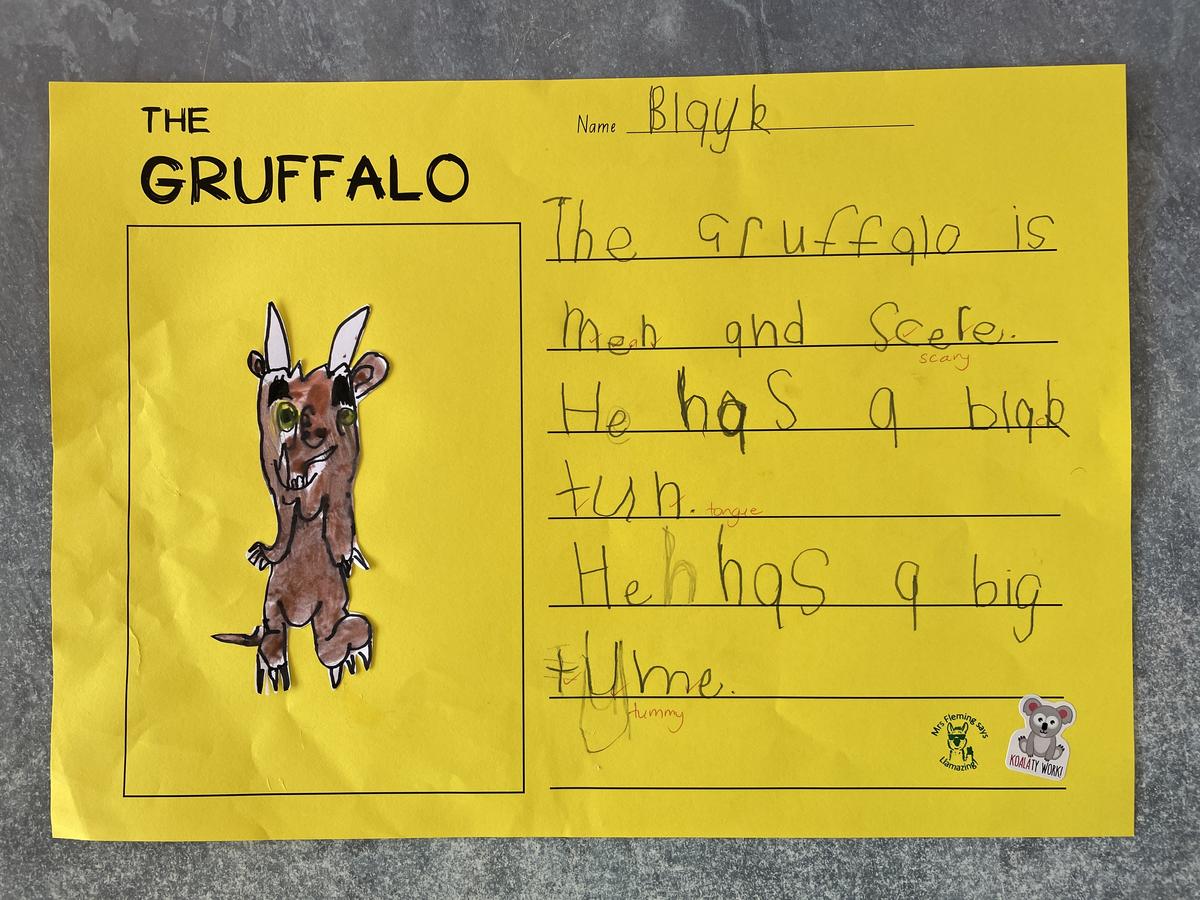 THE
GRUFFALO
Name Blayk
The Gruffalo is
Men and Scere.
a
scary
He has a blak
c
tun. tongue
He has a big
tume.
tummy
Mrs Fleming says
Llamazing!
KOALATY WORK!